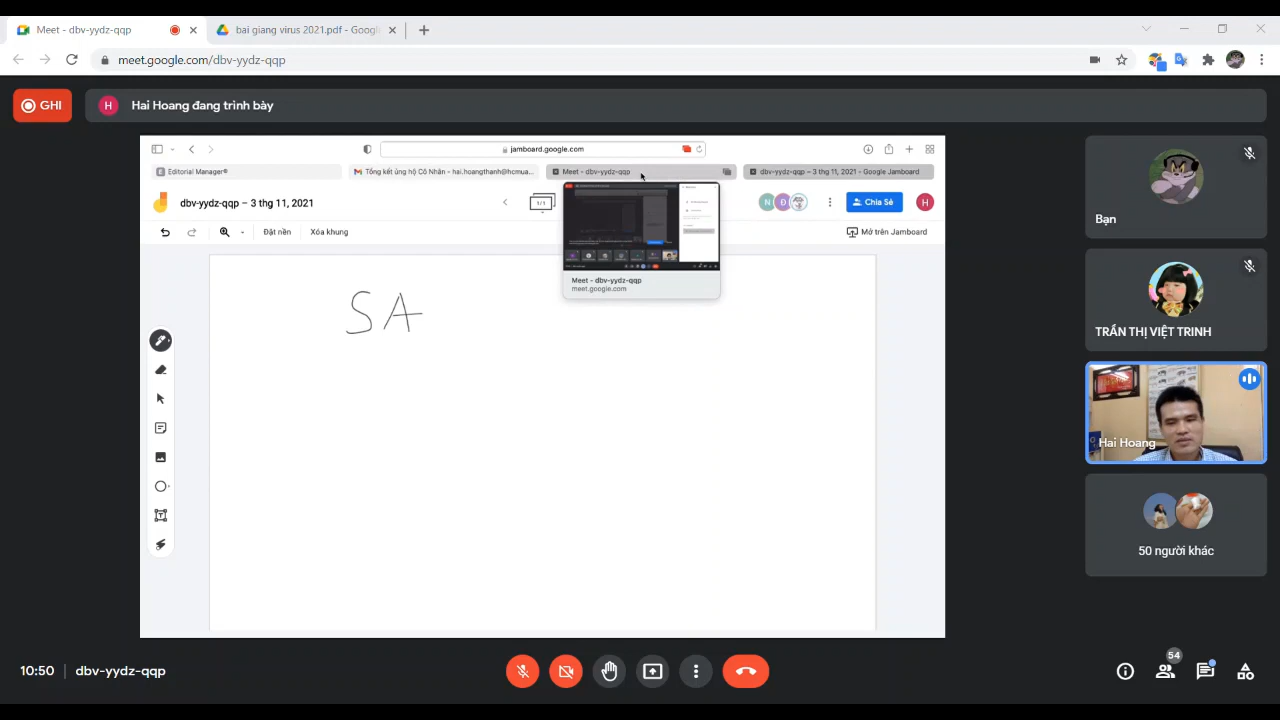 Meet - dbv-yydz-qqp
bai giang virus 2021.pdf - Google
meet.google.com/dbv-yydz-qqp
GHI
H
Hai Hoang đang trình bày
jamboard.google.com
Editorial Manager®
Tổng kết ủng hộ Cô Nhân - hai.hoangthanh@hcmua...
Meet - dbv-yydz-qqp
dbv-yydz-qqp – 3 thg 11, 2021 - Google Jamboard
dbv-yydz-qqp – 3 thg 11, 2021
1/1
N
Đ
Chia Sẻ
H
Đặt nền
Xóa khung
Mở trên Jamboard
Meet - dbv-yydz-qqp
meet.google.com
SA
Bạn
TRẦN THỊ VIỆT TRINH
Hai Hoang
50 người khác
10:50
dbv-yydz-qqp
54